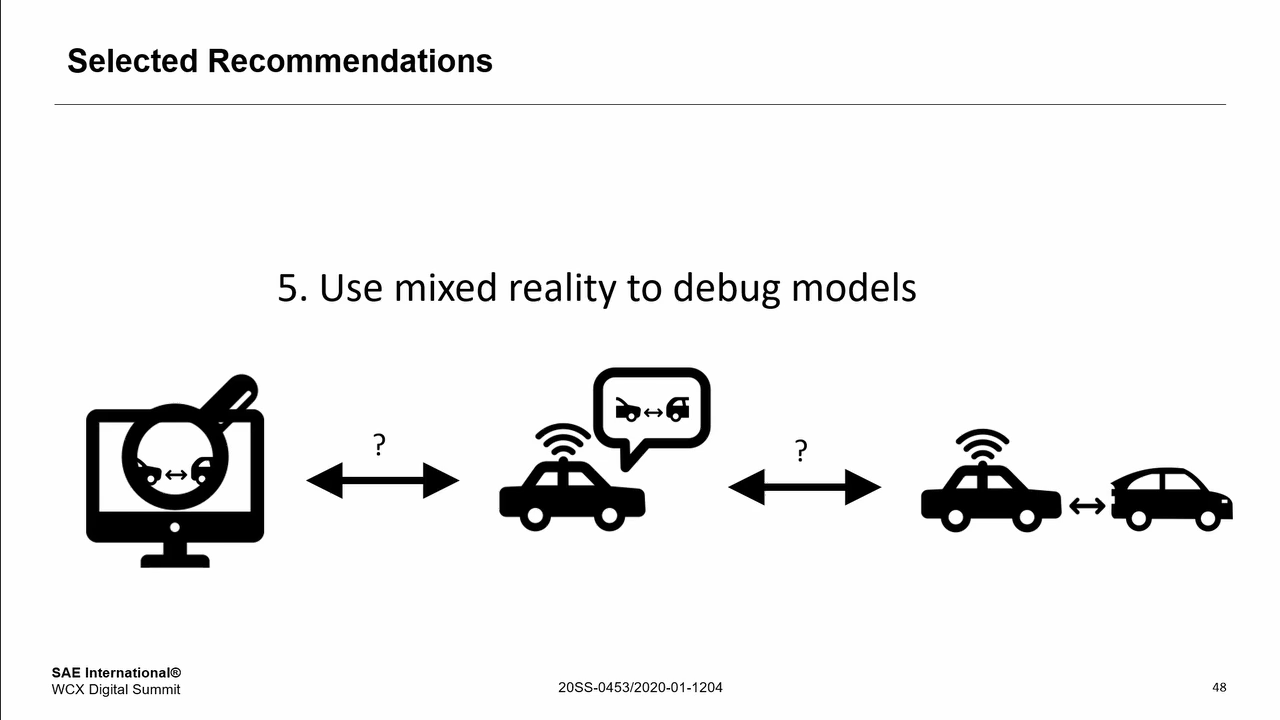 Selected Recommendations
5. Use mixed reality to debug models
?
?
SAE International®
WCX Digital Summit
20SS-0453/2020-01-1204
48